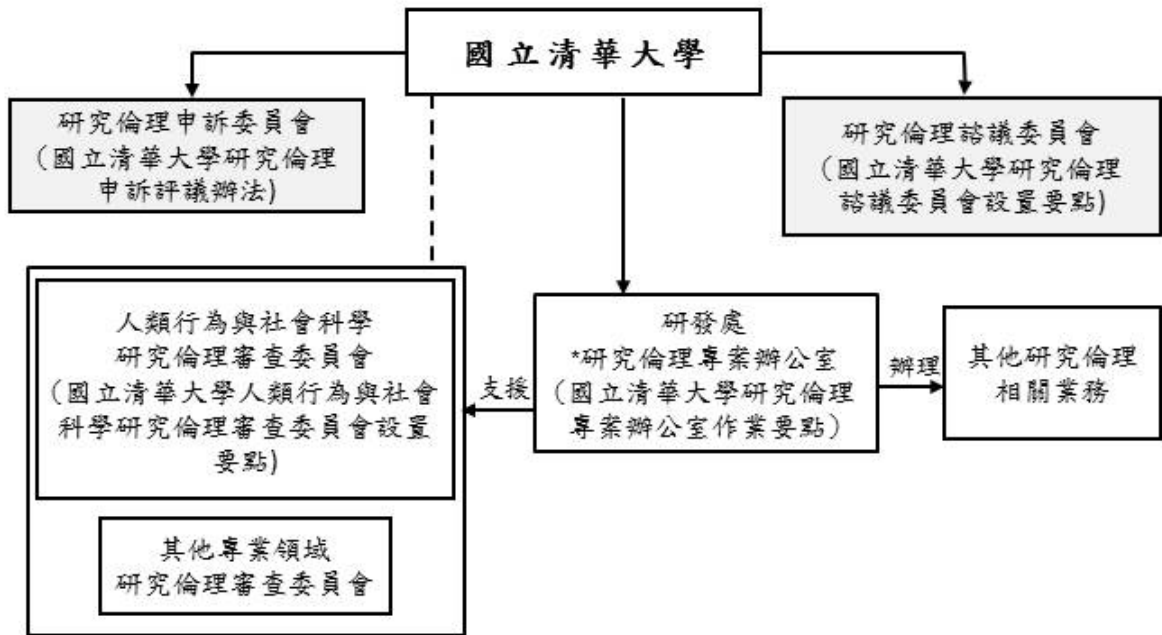 國立清華大學
研究倫理申訴委員會
(國立清華大學研究倫理
申訴評議辦法)
研究倫理諮議委員會
(國立清華大學研究倫理
諮議委員會設置要點)
人類行為與社會科學
研究倫理審查委員會
(國立清華大學人類行為與社會
科學研究倫理審查委員會設置
要點)
支援
研發處
*研究倫理專案辦公室
(國立清華大學研究倫理
專案辦公室作業要點)
辦理
其他研究倫理
相關業務
其他專業領域
研究倫理審查委員會